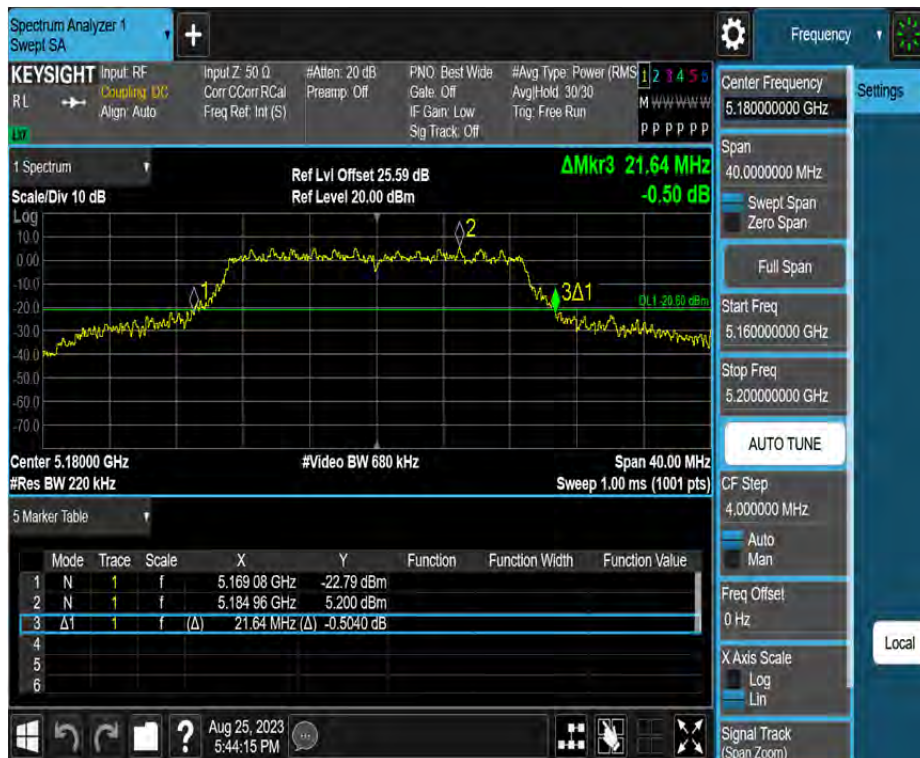 Spectrum Analyzer 1
Swept SA
Frequency
KEYSIGHT
Input: RF
Input Z: 50 Ω
#Atten: 20 dB
PNO: Best Wide
#Avg Type: Power (RMS
1 2 3 4 5 6
RL
Coupling: DC
Corr CCorr RCal
Preamp: Off
Gate: Off
Avg|Hold: 30/30
M W W W W W
Align: Auto
Freq Ref: Int (S)
IF Gain: Low
Trig: Free Run
Sig Track: Off
P P P P P P
LXI
1 Spectrum
Ref Lvl Offset 25.59 dB
ΔMkr3 21.64 MHz
Scale/Div 10 dB
Ref Level 20.00 dBm
-0.50 dB
Log
10.0
0.00
-10.0
-20.0
-30.0
-40.0
-50.0
-60.0
-70.0
2
1
3Δ1
DL1 -20.80 dBm
Center 5.18000 GHz
#Video BW 680 kHz
Span 40.00 MHz
#Res BW 220 kHz
Sweep 1.00 ms (1001 pts)
5 Marker Table
Mode Trace Scale X Y Function Function Width Function Value
1 N 1 f 5.169 08 GHz -22.79 dBm
2 N 1 f 5.184 96 GHz 5.200 dBm
3 Δ1 1 f (Δ) 21.64 MHz (Δ) -0.5040 dB
4
5
6
?
Aug 25, 2023
5:44:15 PM
Center Frequency
5.180000000 GHz
Settings
Span
40.0000000 MHz
Swept Span
Zero Span
Full Span
Start Freq
5.160000000 GHz
Stop Freq
5.200000000 GHz
AUTO TUNE
CF Step
4.000000 MHz
Auto
Man
Freq Offset
0 Hz
Local
X Axis Scale
Log
Lin
Signal Track
(Span Zoom)